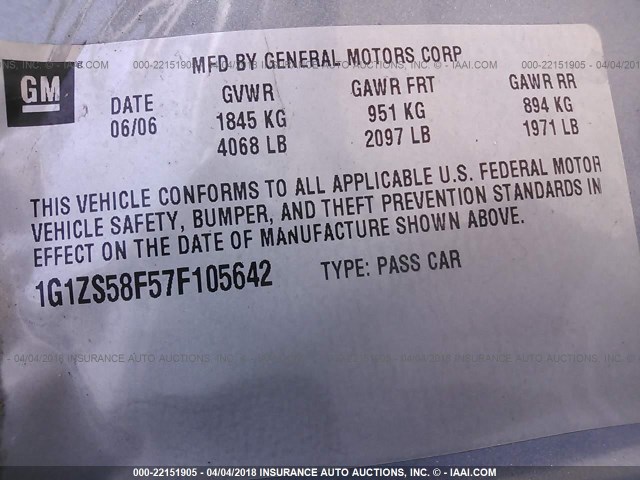 MFD BY GENERAL MOTORS CORP
GM
DATE GVWR GAWR FRT GAWR RR
06/06 1845 KG 951 KG 894 KG
4068 LB 2097 LB 1971 LB
THIS VEHICLE CONFORMS TO ALL APPLICABLE U.S. FEDERAL MOTOR
VEHICLE SAFETY, BUMPER, AND THEFT PREVENTION STANDARDS IN
EFFECT ON THE DATE OF MANUFACTURE SHOWN ABOVE.
1G1ZS58F57F105642 TYPE: PASS CAR
000-22151905 - 04/04/2018 INSURANCE AUTO AUCTIONS, INC. - © - IAAI.COM